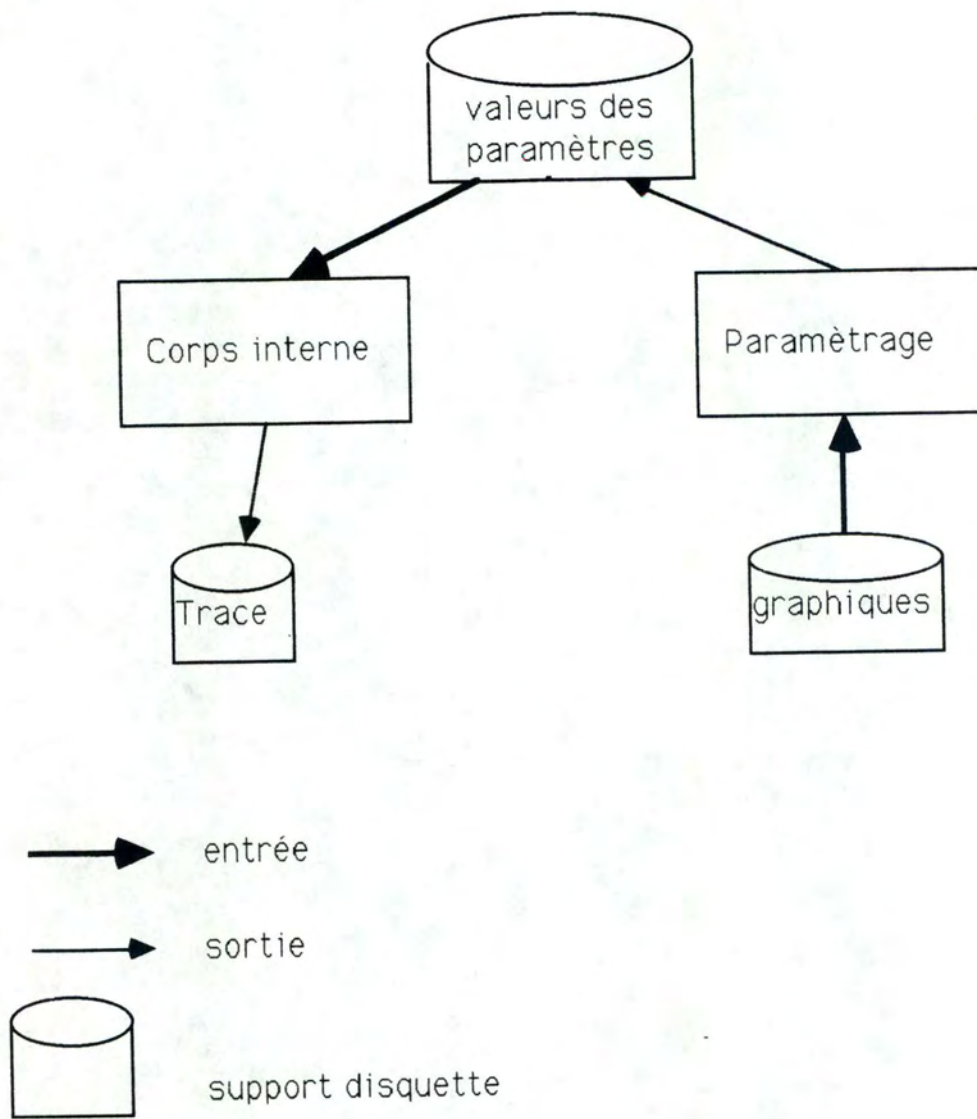 valeurs des
paramètres
Corps interne
Paramètrage
Trace
graphiques
entrée
sortie
support disquette